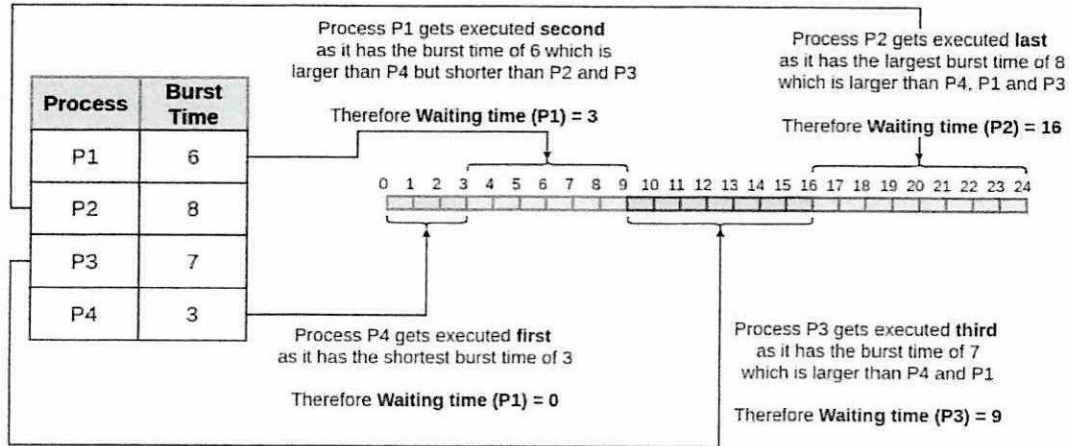 Process P1 gets executed second
as it has the burst time of 6 which is
larger than P4 but shorter than P2 and P3
Therefore Waiting time (P1) = 3
Process P2 gets executed last
as it has the largest burst time of 8
which is larger than P4, P1 and P3
Therefore Waiting time (P2) = 16
Process Burst Time
P1 6
P2 8
P3 7
P4 3
0 1 2 3 4 5 6 7 8 9 10 11 12 13 14 15 16 17 18 19 20 21 22 23 24
Process P4 gets executed first
as it has the shortest burst time of 3
Therefore Waiting time (P1) = 0
Process P3 gets executed third
as it has the burst time of 7
which is larger than P4 and P1
Therefore Waiting time (P3) = 9